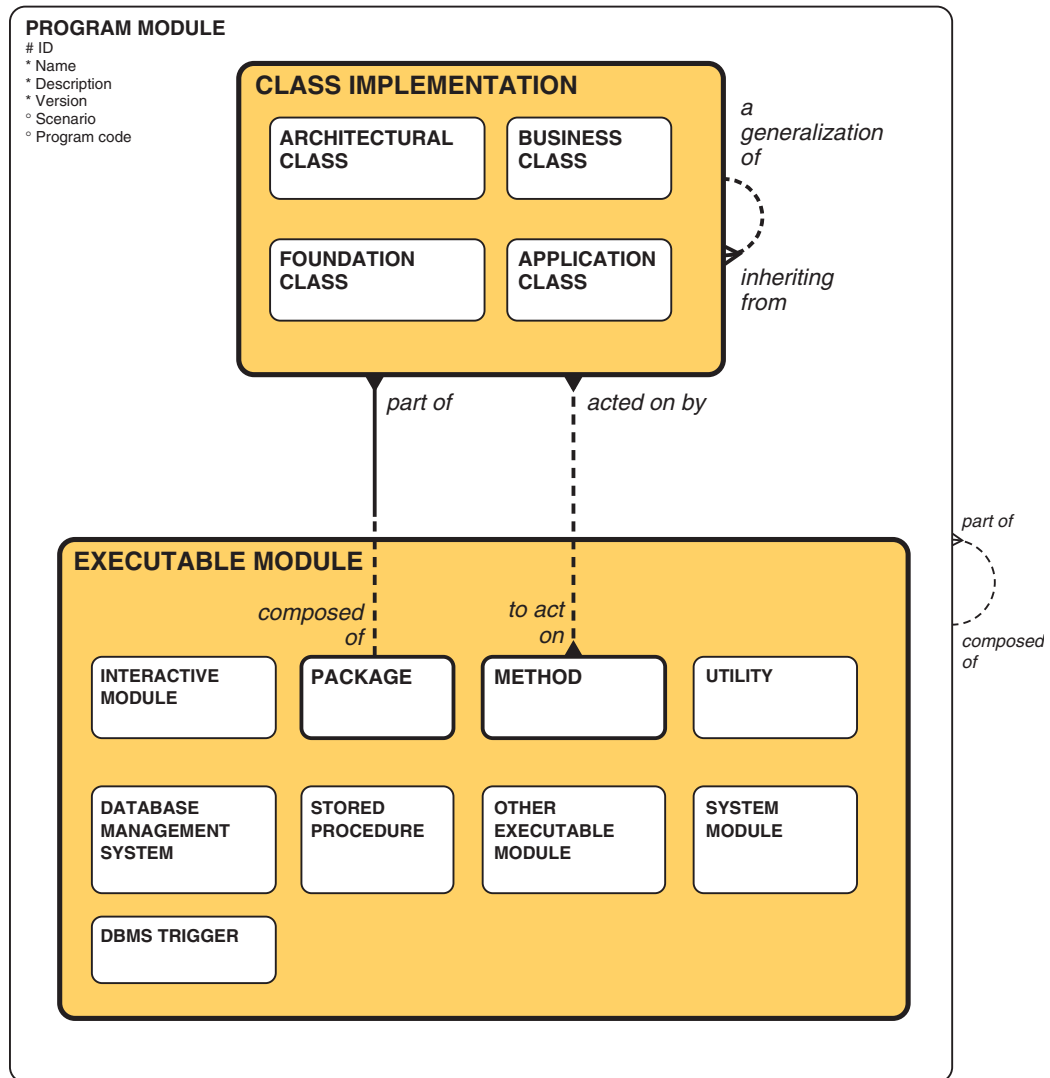 PROGRAM MODULE
# ID
* Name
* Description
* Version
° Scenario
° Program code
CLASS IMPLEMENTATION
ARCHITECTURAL
CLASS
BUSINESS
CLASS
FOUNDATION
CLASS
APPLICATION
CLASS
a
generalization
of
inheriting
from
part of
acted on by
part of
composed
of
EXECUTABLE MODULE
composed
of
to act
on
INTERACTIVE
MODULE
PACKAGE
METHOD
UTILITY
DATABASE
MANAGEMENT
SYSTEM
STORED
PROCEDURE
OTHER
EXECUTABLE
MODULE
SYSTEM
MODULE
DBMS TRIGGER